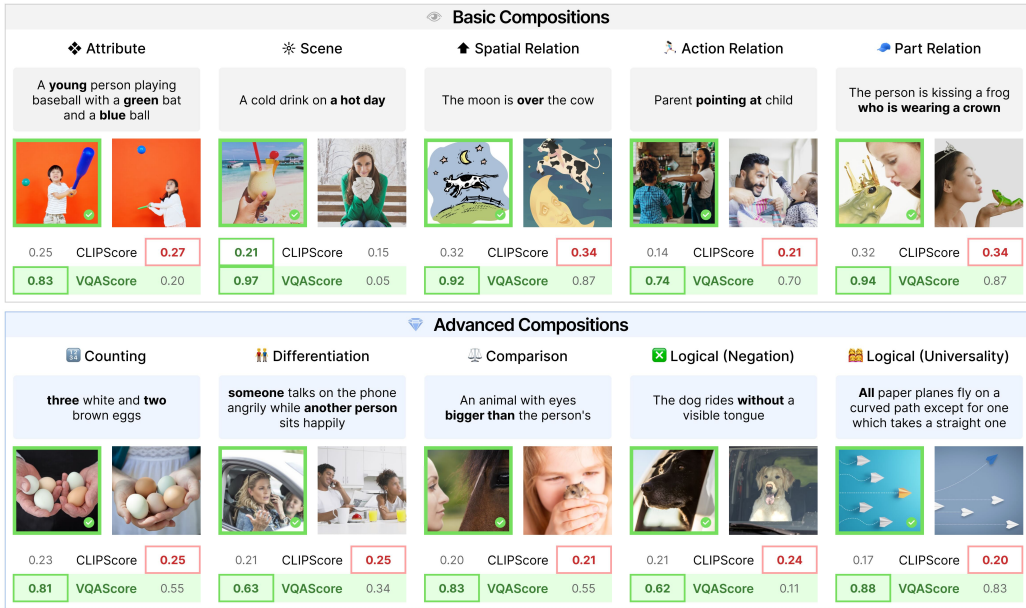 Basic Compositions
Attribute
Scene
Spatial Relation
Action Relation
Part Relation
A young person playing
baseball with a green bat
and a blue ball
A cold drink on a hot day
The moon is over the cow
Parent pointing at child
The person is kissing a frog
who is wearing a crown
0.25 CLIPScore 0.27
0.21 CLIPScore 0.15
0.32 CLIPScore 0.34
0.14 CLIPScore 0.21
0.32 CLIPScore 0.34
0.83 VQAScore 0.20
0.97 VQAScore 0.05
0.92 VQAScore 0.87
0.74 VQAScore 0.70
0.94 VQAScore 0.87
Advanced Compositions
12
34
Counting
Differentiation
Comparison
Logical (Negation)
Logical (Universality)
three white and two
brown eggs
someone talks on the phone
angrily while another person
sits happily
An animal with eyes
bigger than the person's
The dog rides without a
visible tongue
All paper planes fly on a
curved path except for one
which takes a straight one
0.23 CLIPScore 0.25
0.21 CLIPScore 0.25
0.20 CLIPScore 0.21
0.21 CLIPScore 0.24
0.17 CLIPScore 0.20
0.81 VQAScore 0.55
0.63 VQAScore 0.34
0.83 VQAScore 0.55
0.62 VQAScore 0.11
0.88 VQAScore 0.83